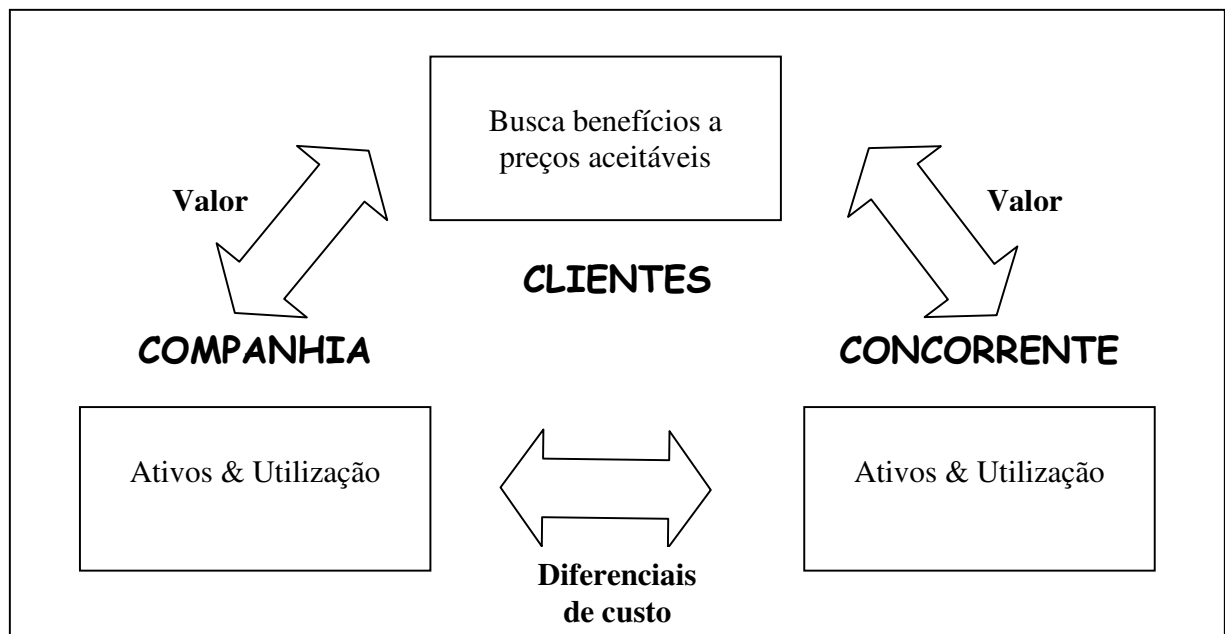 Busca benefícios a
preços aceitáveis
Valor
Valor
CLIENTES
COMPANHIA
CONCORRENTE
Ativos & Utilização
Ativos & Utilização
Diferenciais
de custo